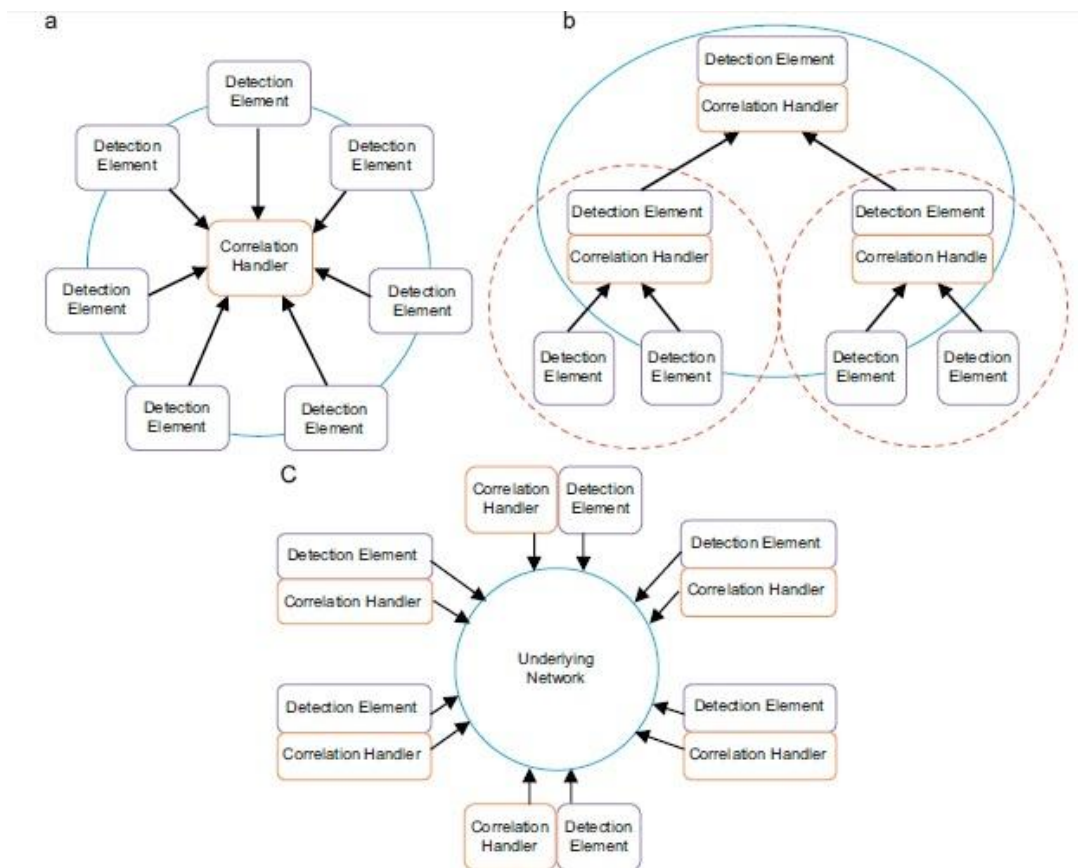 a
Detection
Element
Detection
Element
Detection
Element
Correlation
Handler
Detection
Element
Detection
Element
Detection
Element
Detection
Element
b
Detection Element
Correlation Handler
Detection Element
Correlation Handler
Detection Element
Correlation Handle
Detection
Element
Detection
Element
Detection
Element
Detection
Element
C
Correlation
Handler
Detection
Element
Detection Element
Correlation Handler
Detection Element
Correlation Handler
Underlying
Network
Detection Element
Correlation Handler
Detection Element
Correlation Handler
Correlation
Handler
Detection
Element